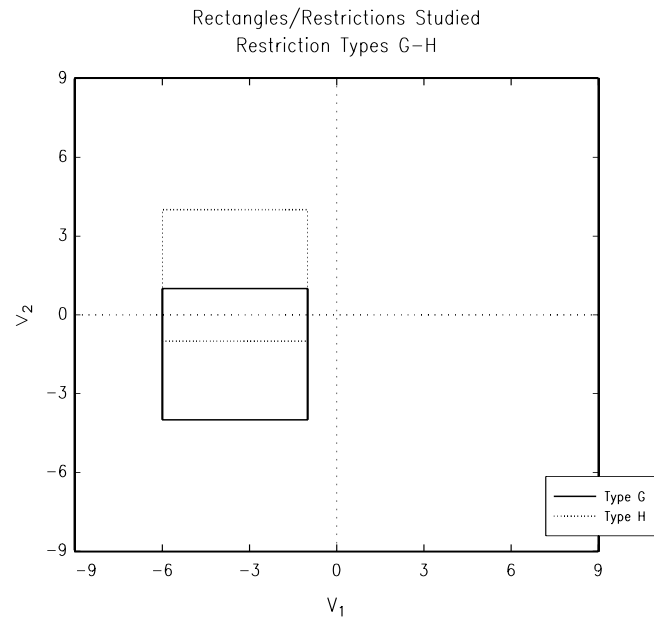 Rectangles/Restrictions Studied
Restriction Types G-H
9
6
3
0
-3
-6
-9
V2
-9 -6 -3 0 3 6 9
V1
Type G
Type H